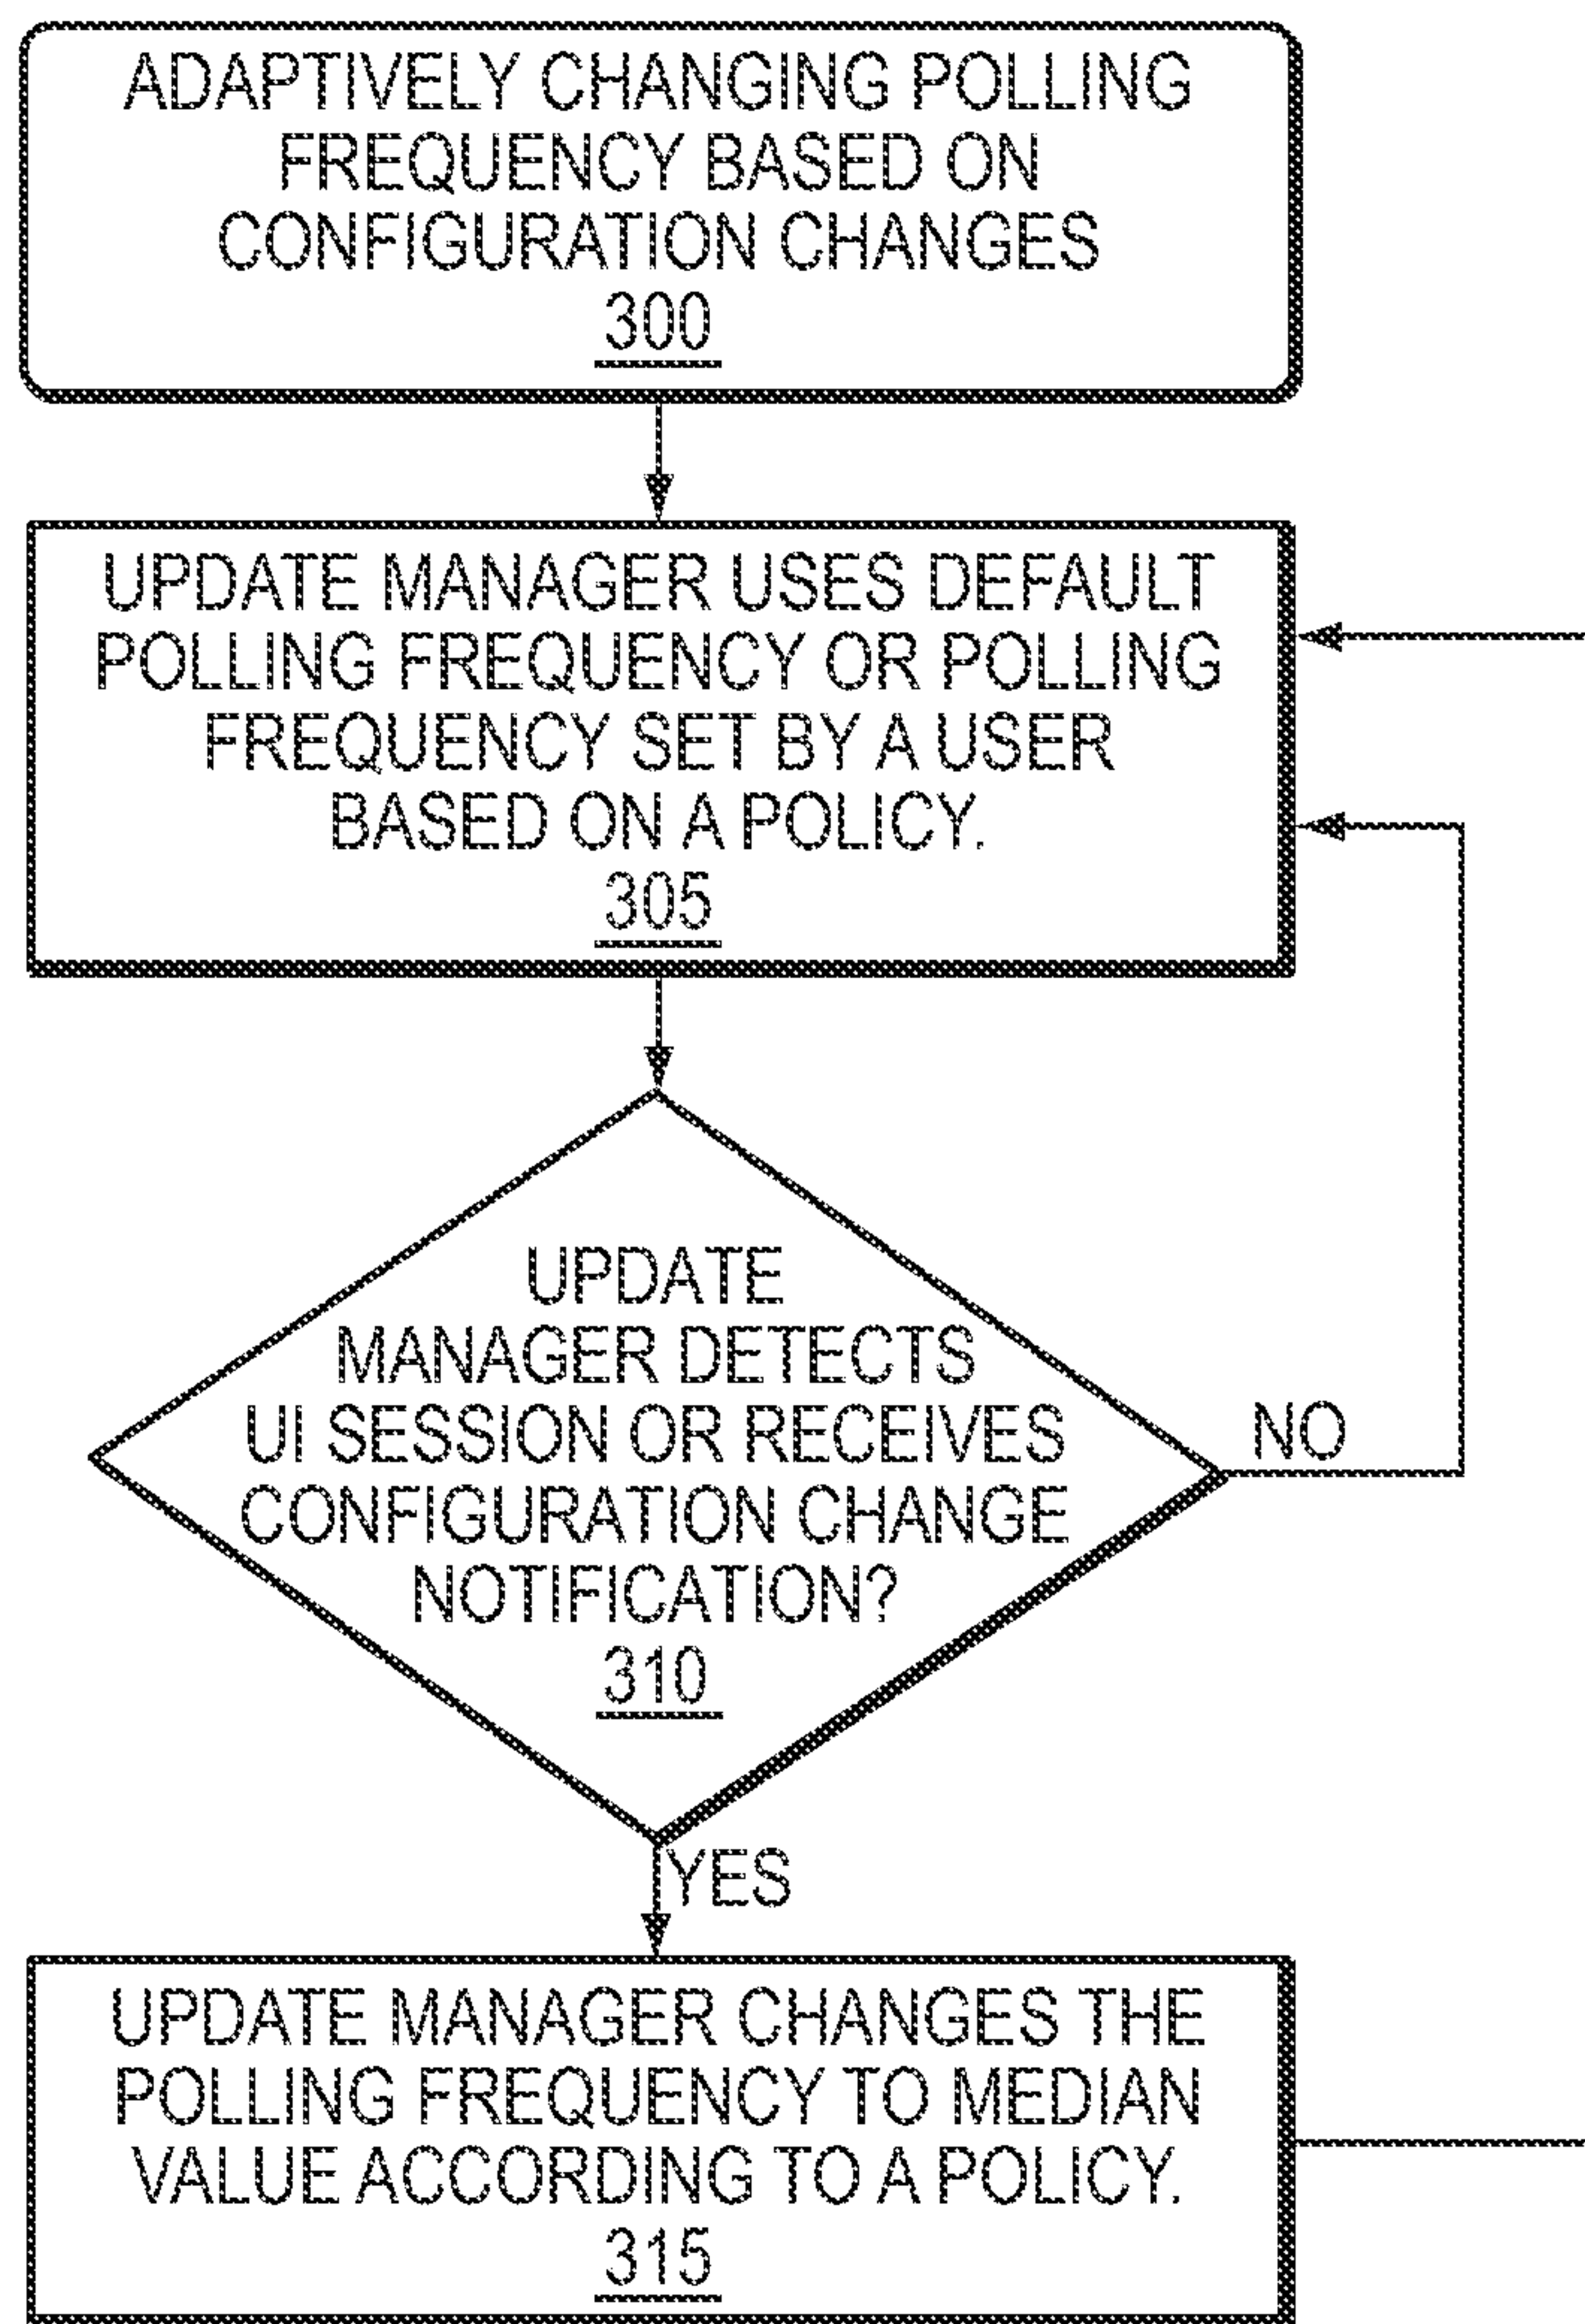 ADAPTIVELY CHANGING POLLING
FREQUENCY BASED ON
CONFIGURATION CHANGES
300
UPDATE MANAGER USES DEFAULT
POLLING FREQUENCY OR POLLING
FREQUENCY SET BY A USER
BASED ON A POLICY.
305
UPDATE
MANAGER DETECTS
UI SESSION OR RECEIVES
CONFIGURATION CHANGE
NOTIFICATION?
310
NO
YES
UPDATE MANAGER CHANGES THE
POLLING FREQUENCY TO MEDIAN
VALUE ACCORDING TO A POLICY.
315